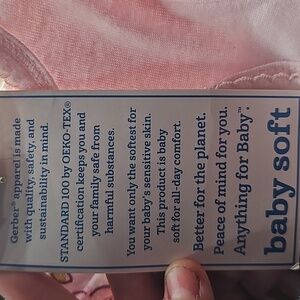 Gerber® apparel is made
with quality, safety, and
sustainability in mind.
STANDARD 100 by OEKO-TEX®
certification keeps you and
your family safe from
harmful substances.
You want only the softest for
your baby's sensitive skin.
This product is baby
soft for all-day comfort.
Better for the planet.
Peace of mind for you.
Anything for Baby™.
baby soft